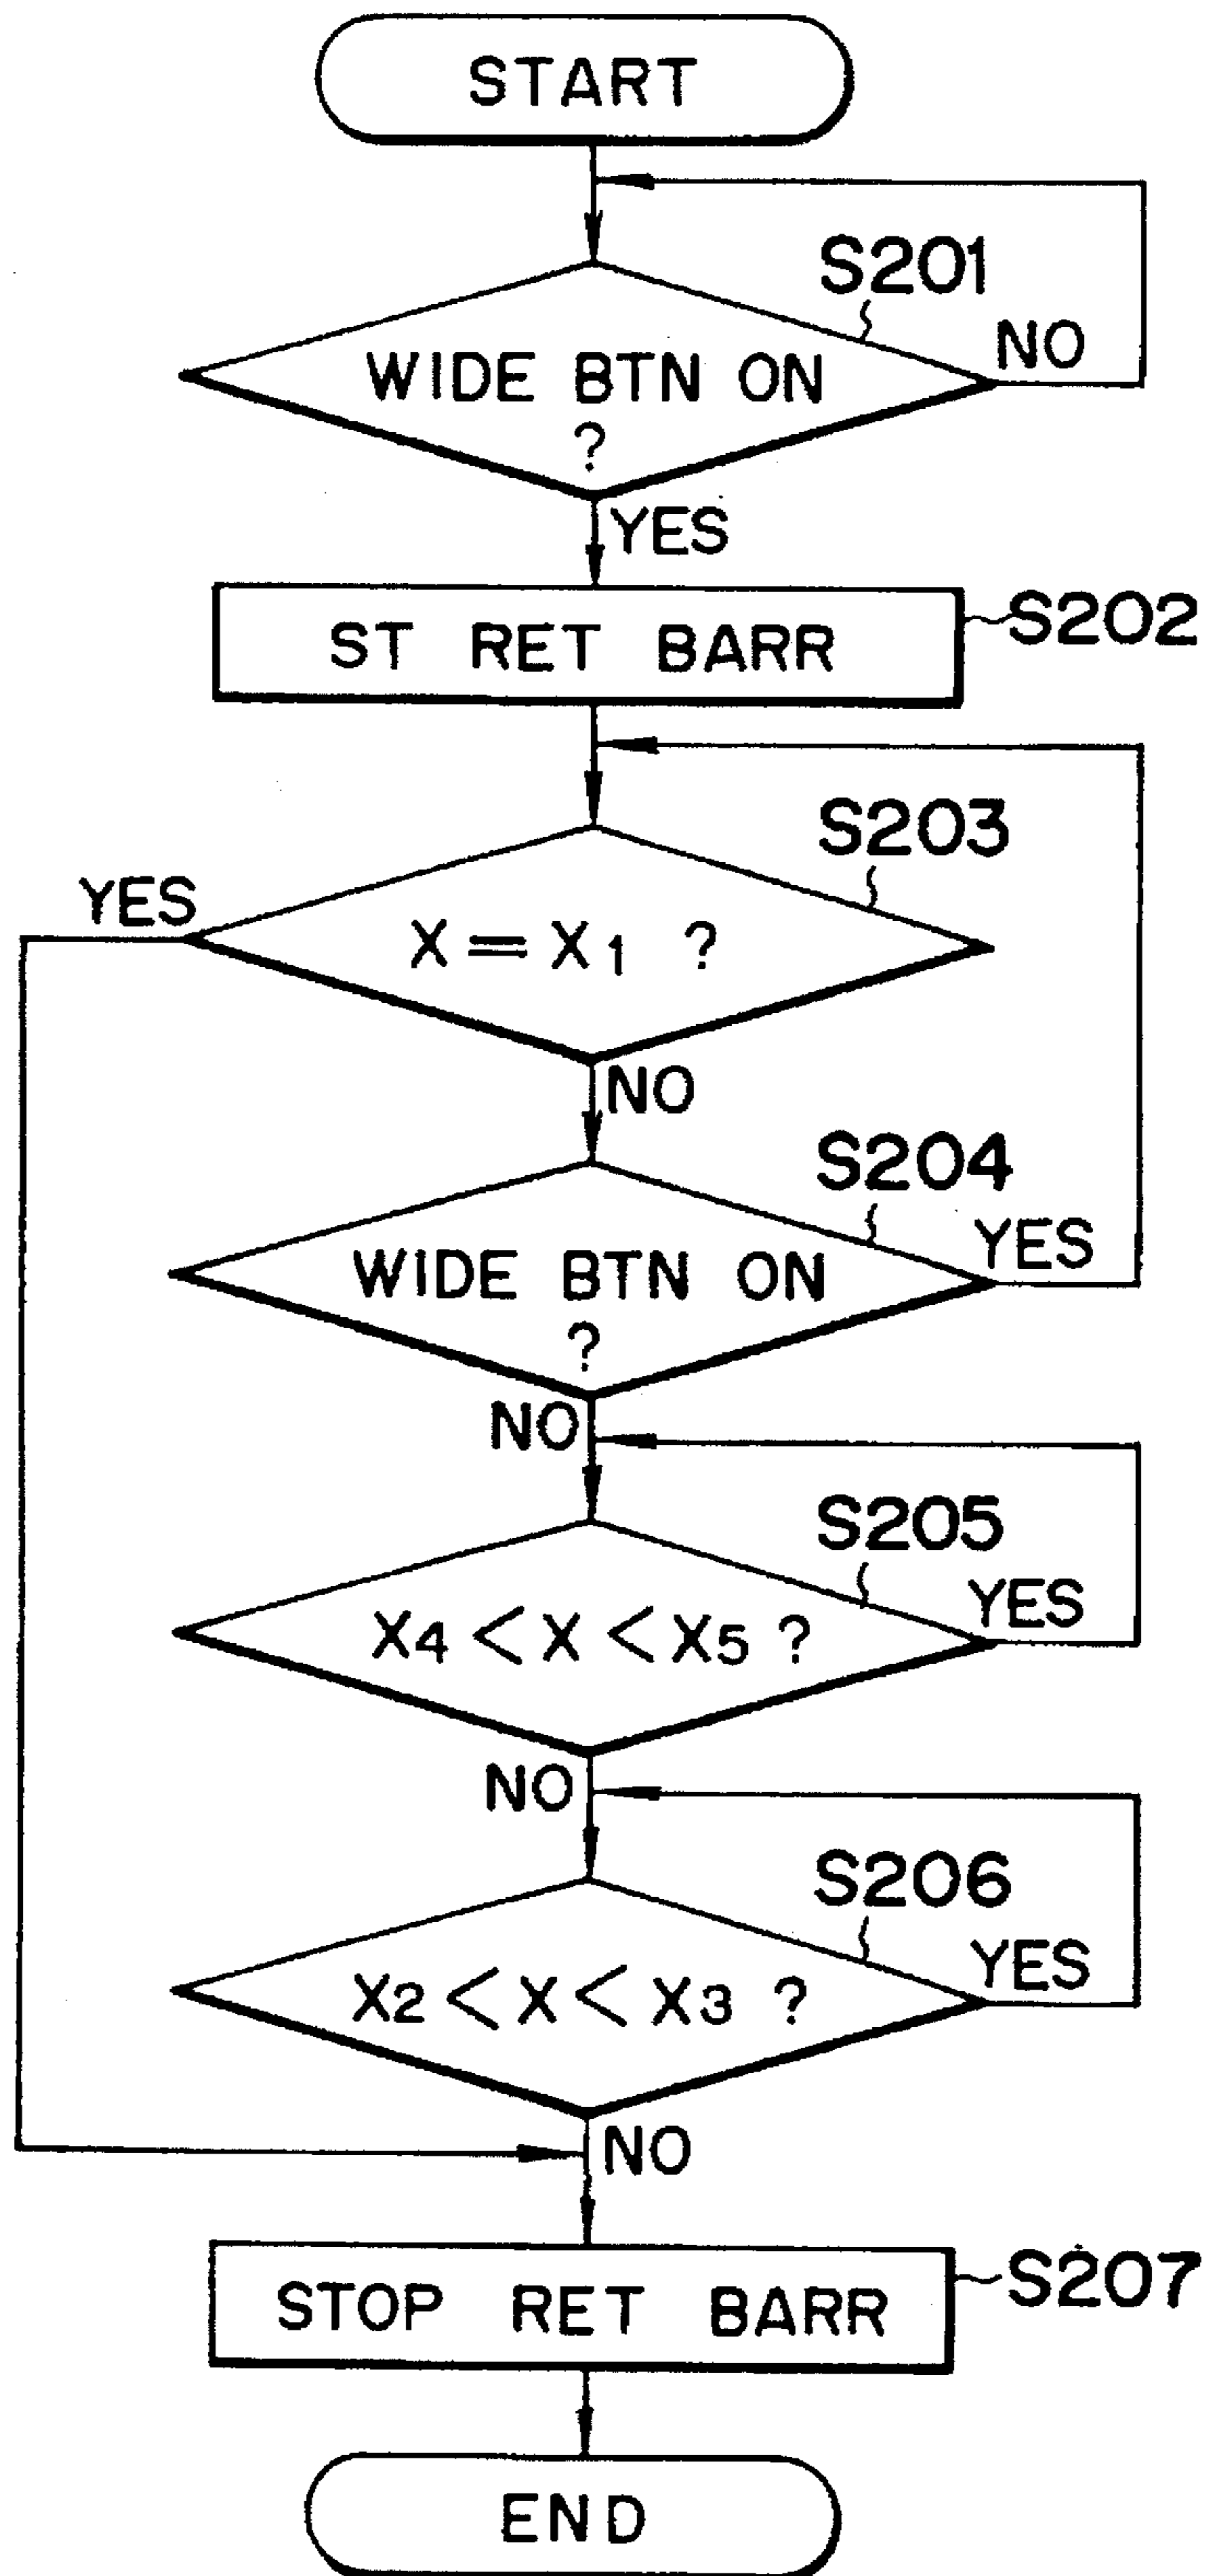 START
S201
NO
WIDE BTN ON
?
YES
ST RET BARR
S202
S203
YES
X = X1 ?
NO
S204
YES
WIDE BTN ON
?
NO
S205
YES
X4 < X < X5 ?
NO
S206
YES
X2 < X < X3 ?
NO
STOP RET BARR
S207
END